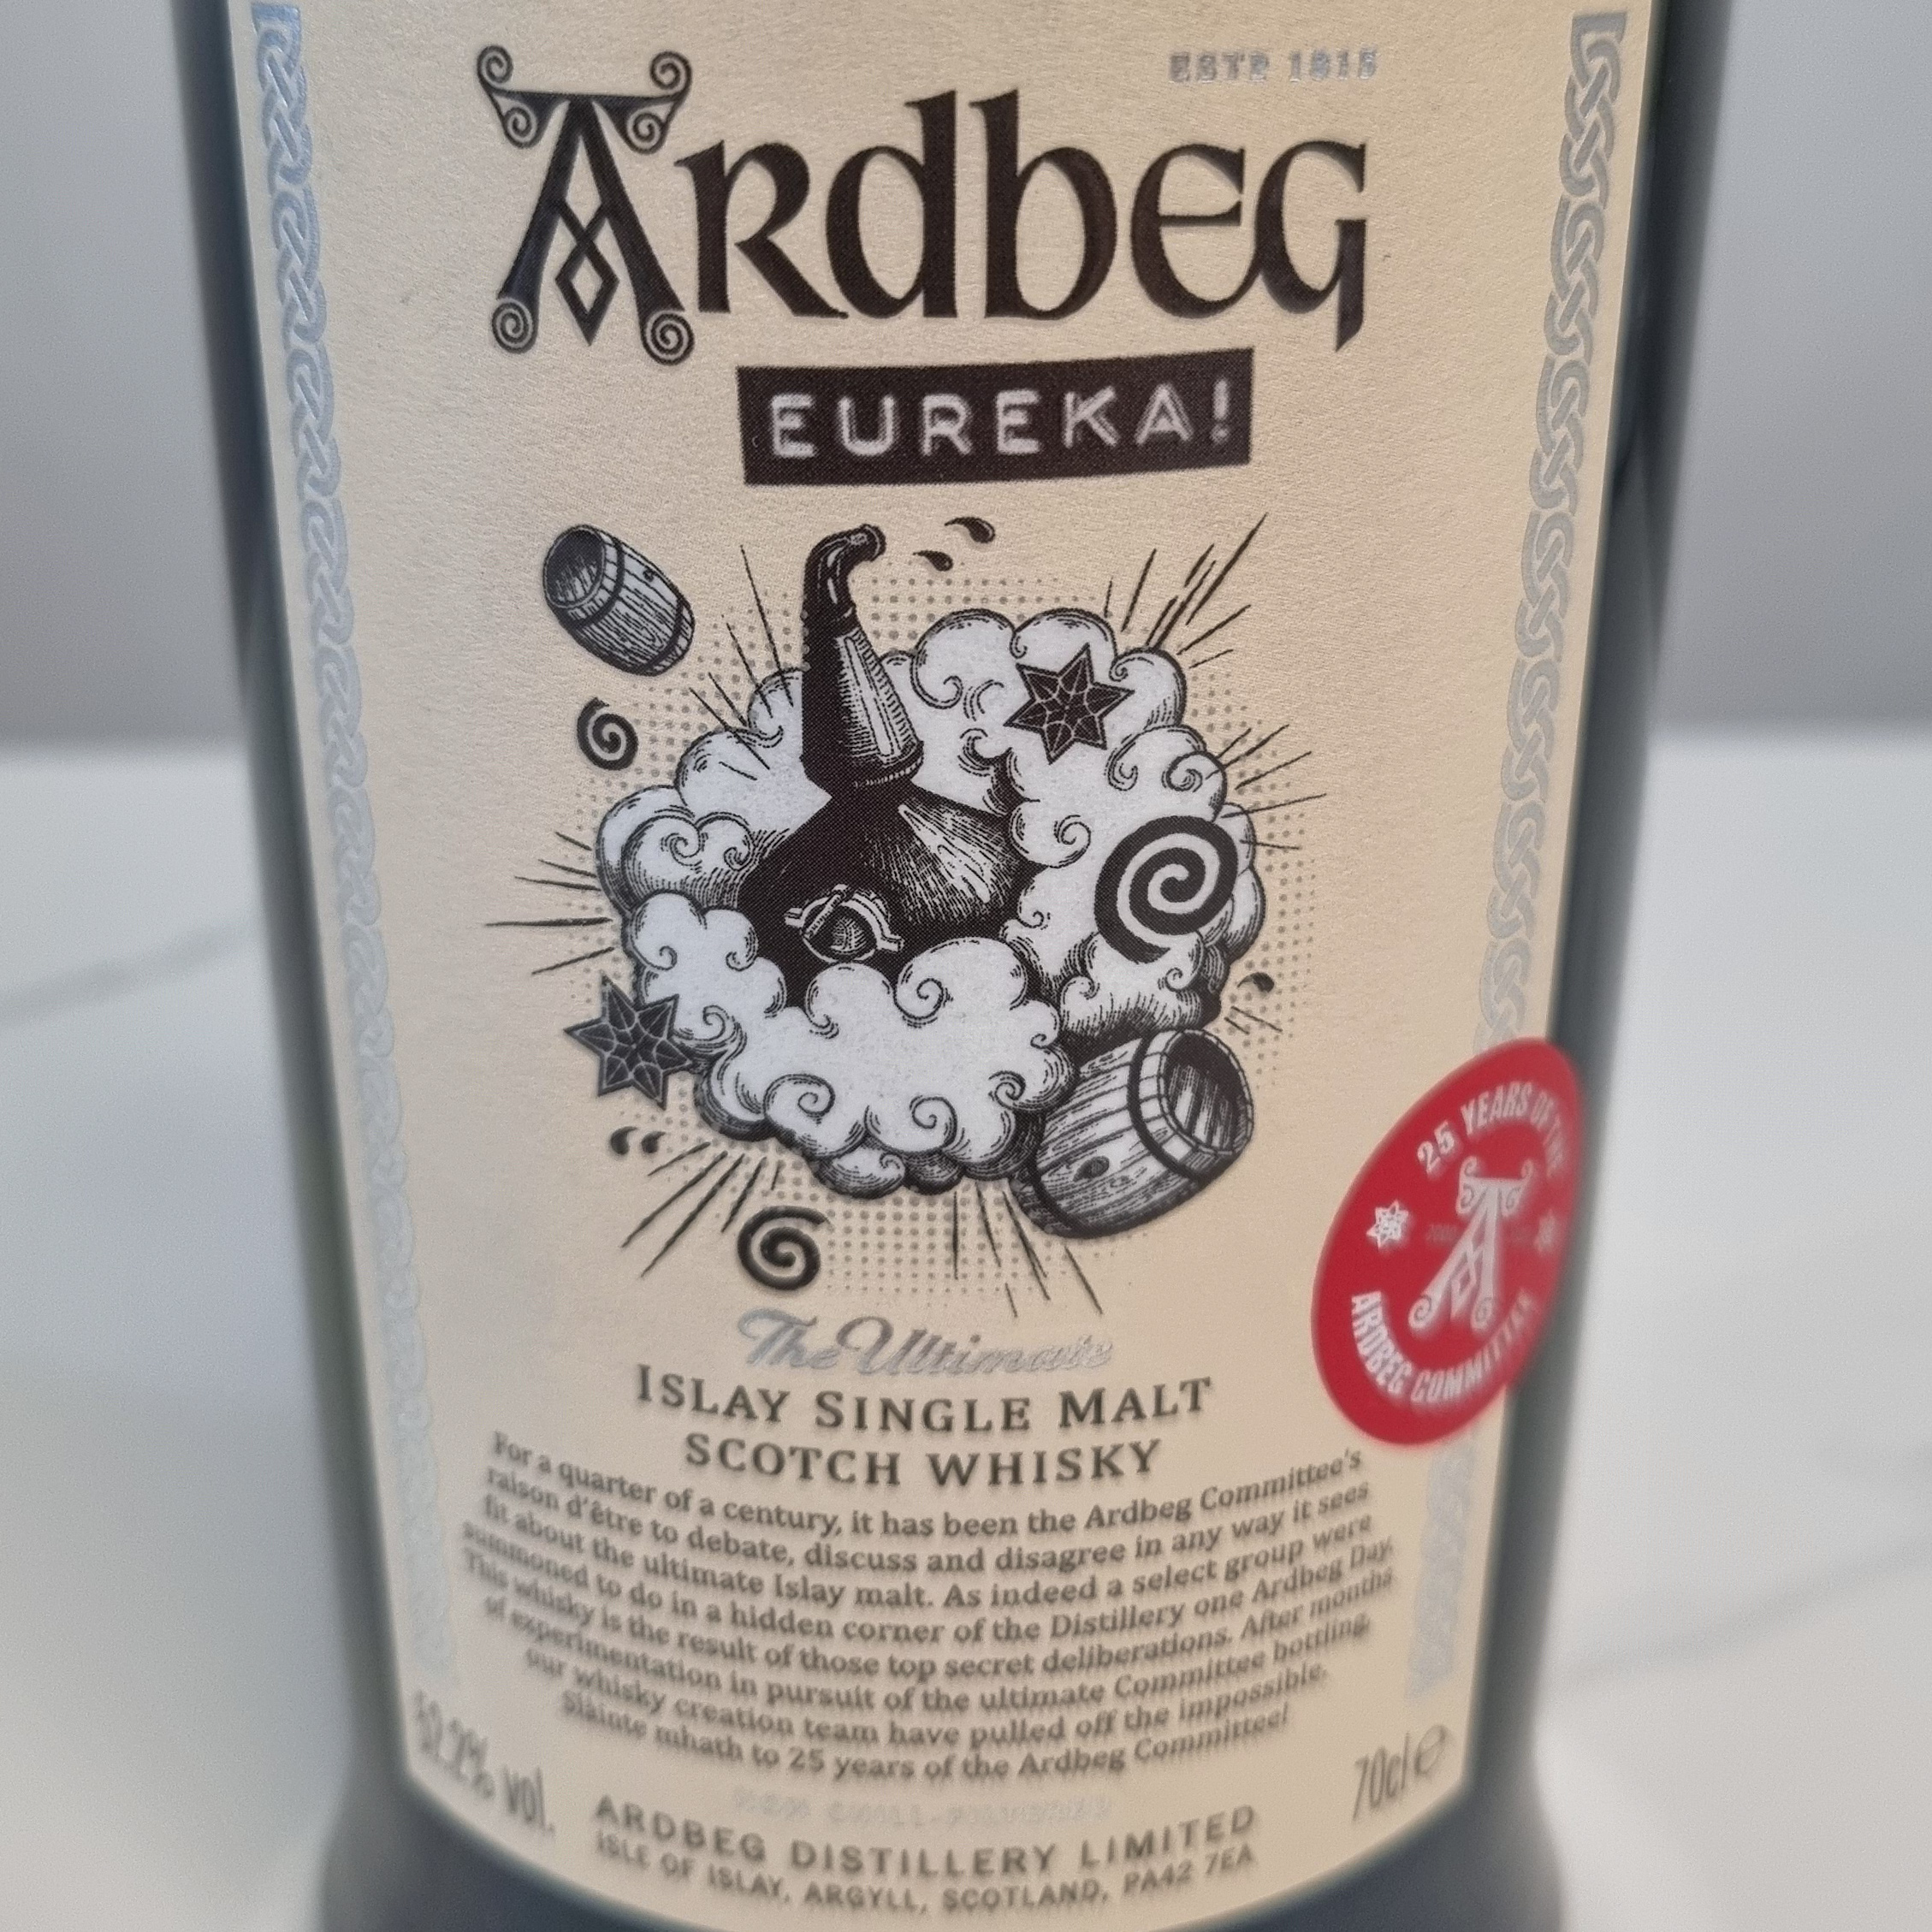 ESTD 1815
ARDBEG
EUREKA!
The Ultimate
ISLAY SINGLE MALT
SCOTCH WHISKY
For a quarter of a century, it has been the Ardbeg Committee's
raison d'être to debate, discuss and disagree in any way it sees
fit about the ultimate Islay malt. As indeed a select group were
summoned to do in a hidden corner of the Distillery one Ardbeg Day.
This whisky is the result of those top secret deliberations. After months
of experimentation in pursuit of the ultimate Committee bottling,
our whisky creation team have pulled off the impossible.
Slàinte mhath to 25 years of the Ardbeg Committee!
NON CHILL-FILTERED
52.2% vol.
70cl e
ARDBEG DISTILLERY LIMITED
ISLE OF ISLAY, ARGYLL, SCOTLAND, PA42 7EA
25 YEARS OF THE
A
ARDBEG COMMITTEE